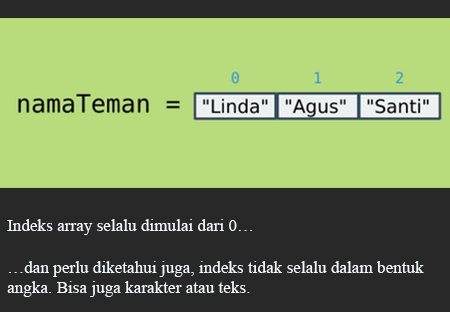 0 1 2
namaTeman = "Linda" "Agus" "Santi"
Indeks array selalu dimulai dari 0…
…dan perlu diketahui juga, indeks tidak selalu dalam bentuk
angka. Bisa juga karakter atau teks.